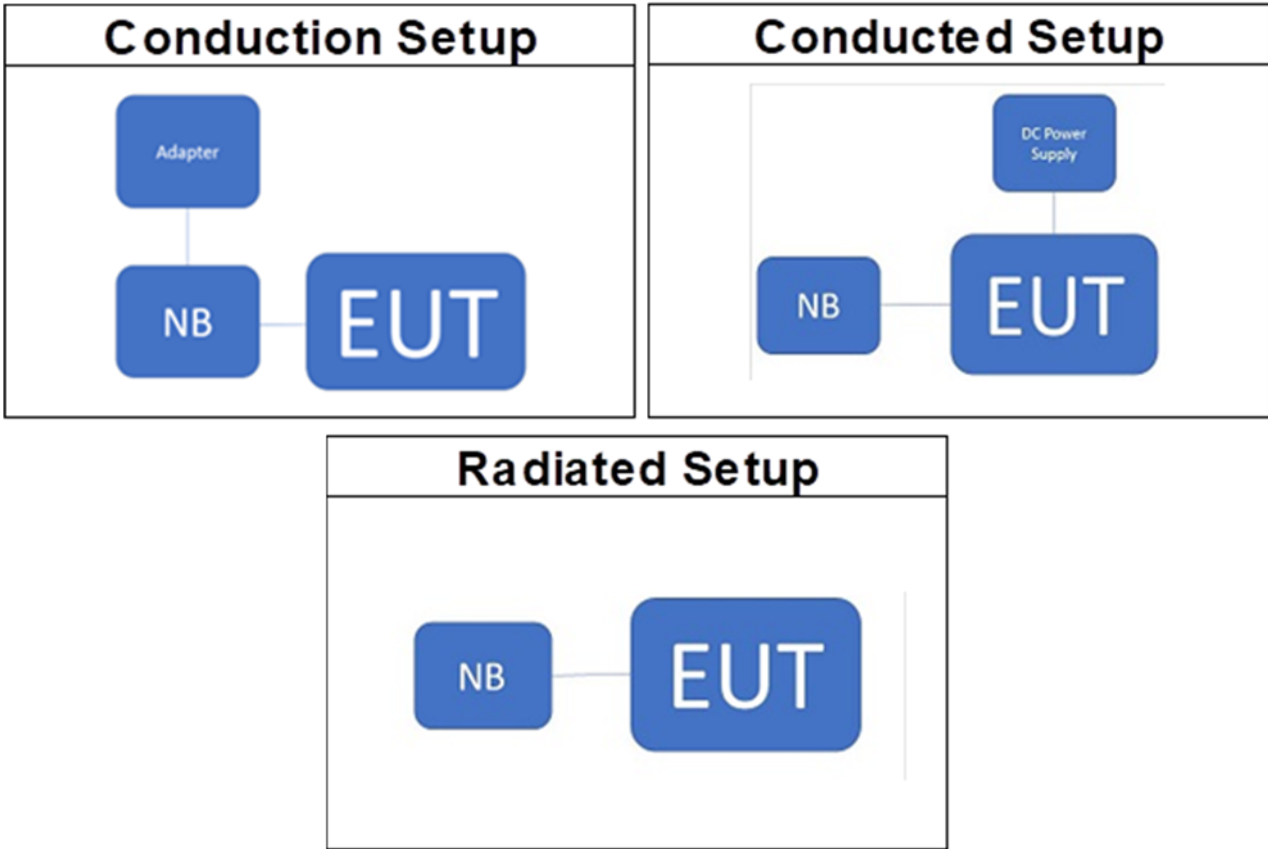 Conduction Setup
Adapter
NB
EUT
Conducted Setup
DC Power
Supply
NB
EUT
Radiated Setup
NB
EUT